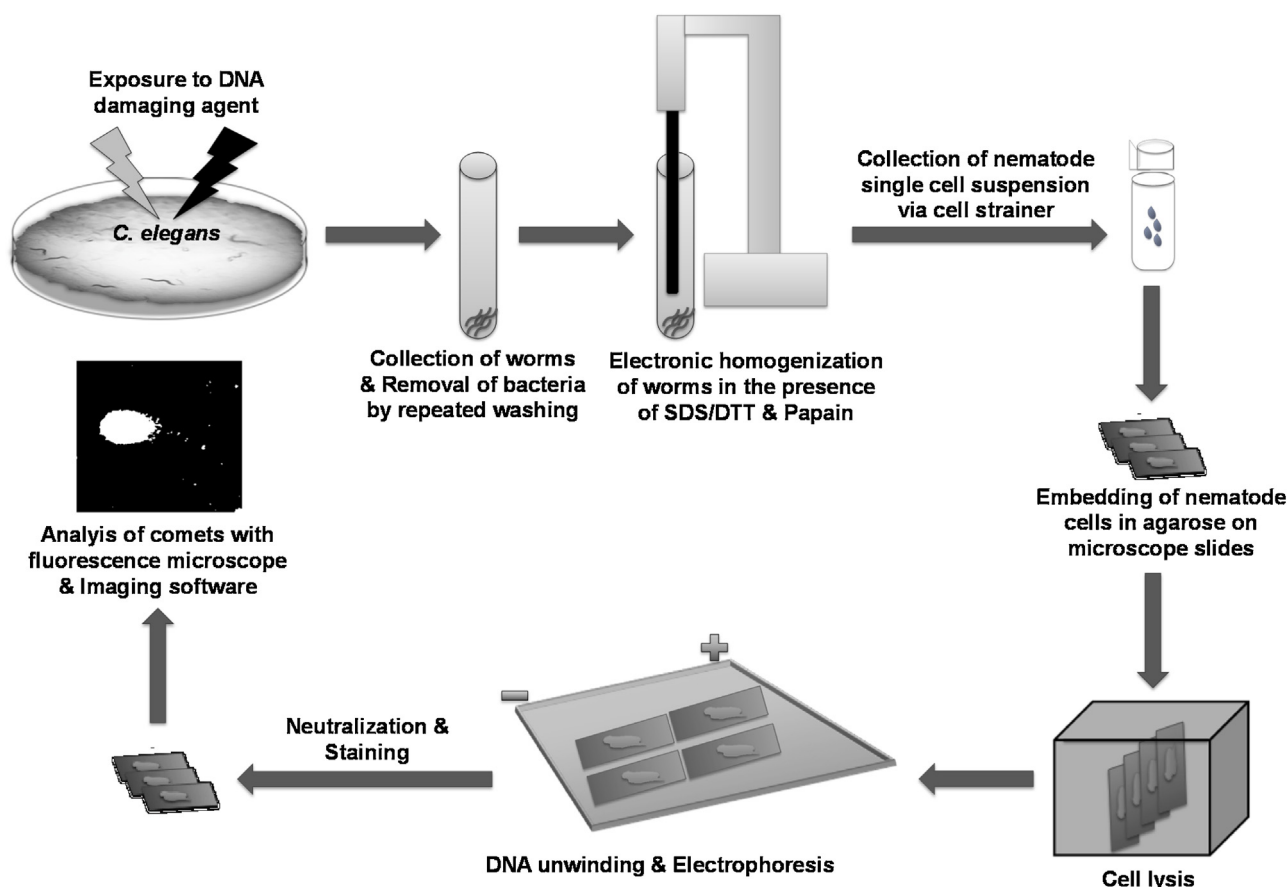 Exposure to DNA
damaging agent
C. elegans
Collection of worms
& Removal of bacteria
by repeated washing
Electronic homogenization
of worms in the presence
of SDS/DTT & Papain
Collection of nematode
single cell suspension
via cell strainer
Embedding of nematode
cells in agarose on
microscope slides
Cell lysis
DNA unwinding & Electrophoresis
+
-
Neutralization &
Staining
Analyis of comets with
fluorescence microscope
& Imaging software